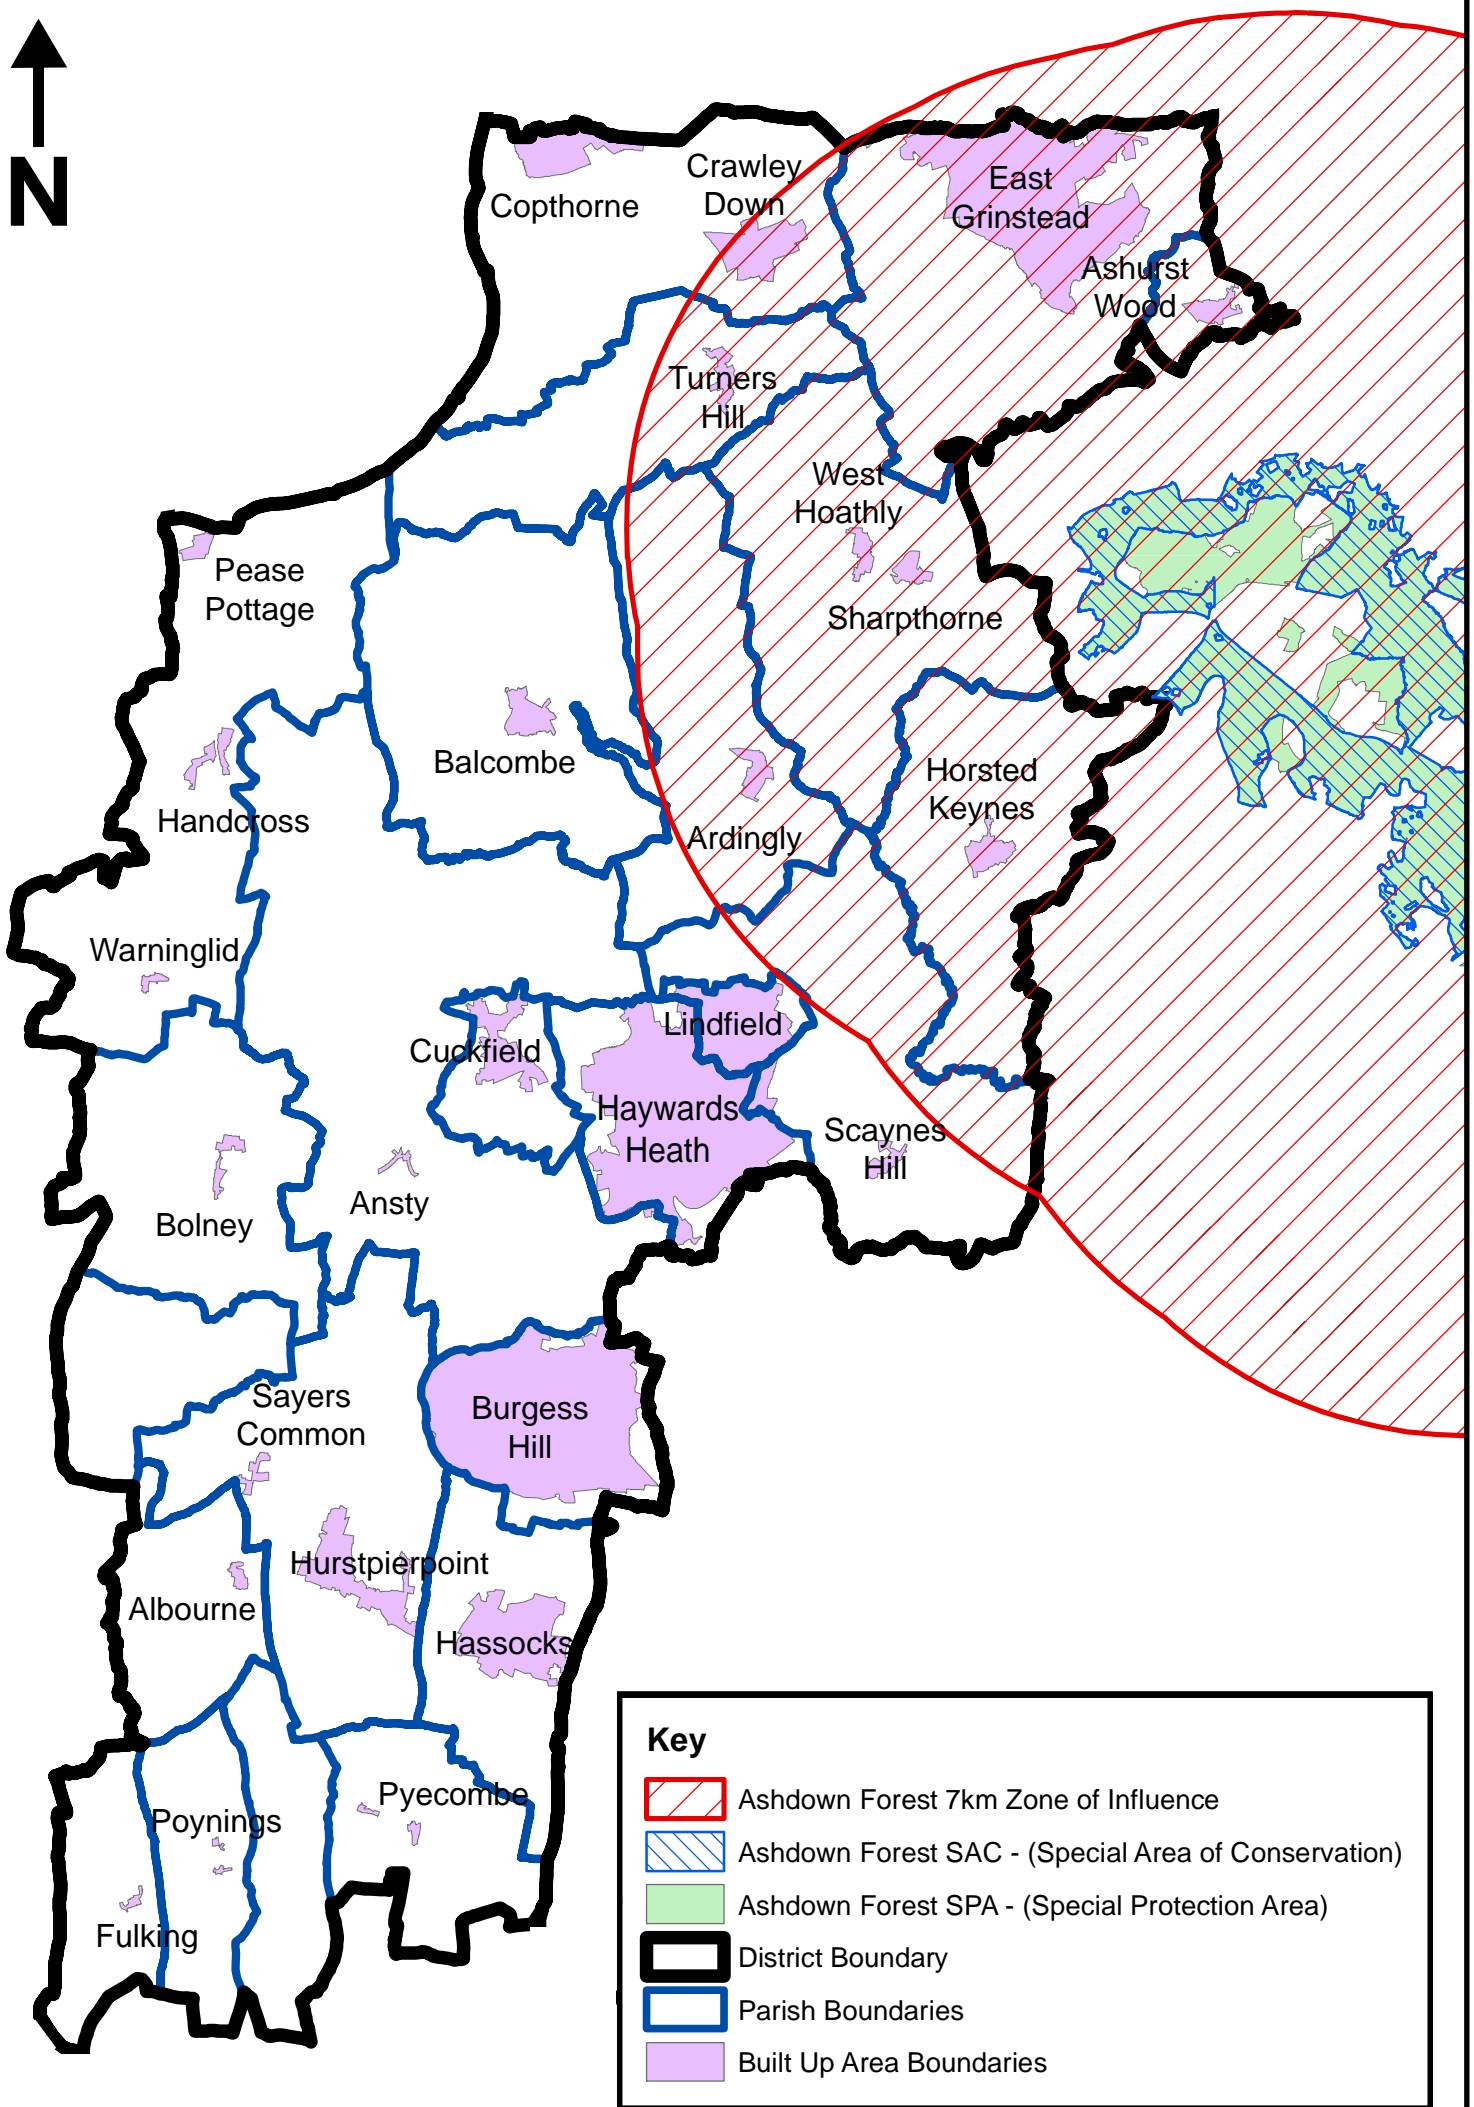 N
Crawley
Down
Copthorne
East
Grinstead
Ashurst
Wood
Turners
Hill
West
Hoathly
Pease
Pottage
Sharpthorne
Balcombe
Horsted
Keynes
Handcross
Ardingly
Warninglid
Lindfield
Cuckfield
Haywards
Heath
Scaynes
Hill
Ansty
Bolney
Sayers
Common
Burgess
Hill
Hurstpierpoint
Albourne
Hassocks
Pyecombe
Poynings
Fulking
Key
Ashdown Forest 7km Zone of Influence
Ashdown Forest SAC - (Special Area of Conservation)
Ashdown Forest SPA - (Special Protection Area)
District Boundary
Parish Boundaries
Built Up Area Boundaries